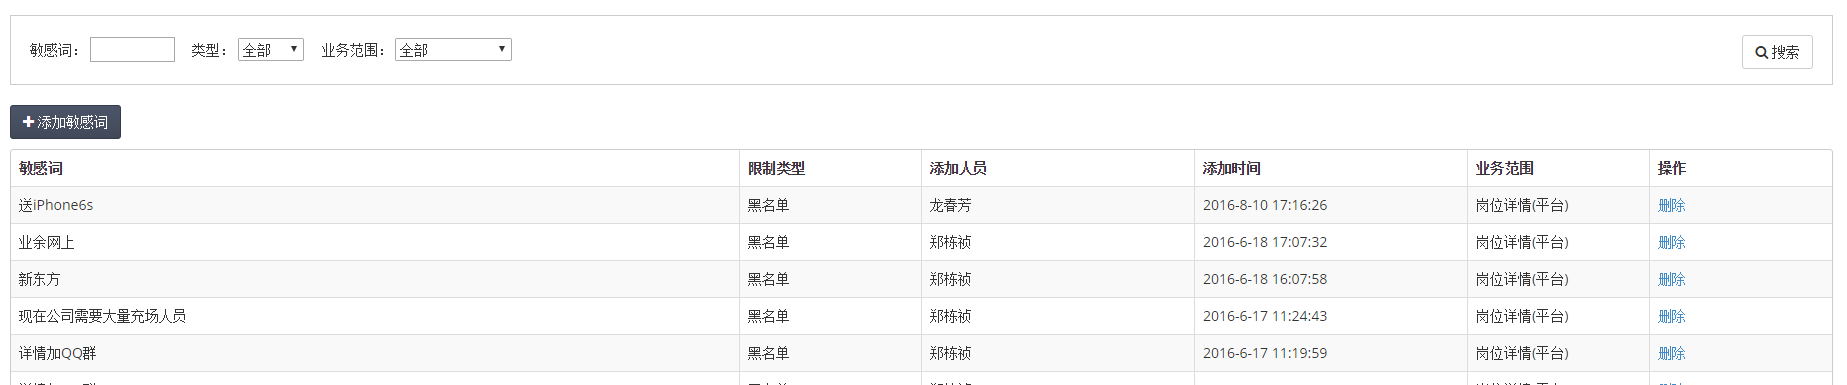 敏感词： 类型： 全部 业务范围： 全部 搜索
添加敏感词
敏感词 限制类型 添加人员 添加时间 业务范围 操作
送iPhone6s 黑名单 龙春芳 2016-8-10 17:16:26 岗位详情(平台) 删除
业余网上 黑名单 郑栋祯 2016-6-18 17:07:32 岗位详情(平台) 删除
新东方 黑名单 郑栋祯 2016-6-18 16:07:58 岗位详情(平台) 删除
现在公司需要大量充场人员 黑名单 郑栋祯 2016-6-17 11:24:43 岗位详情(平台) 删除
详情加QQ群 黑名单 郑栋祯 2016-6-17 11:19:59 岗位详情(平台) 删除